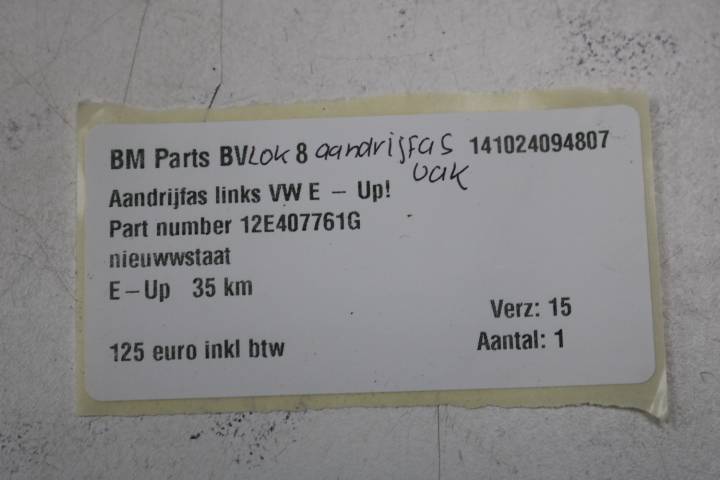 BM Parts BV LOK 8 aandrijfas 141024094807
bak
Aandrijfas links VW E – Up!
Part number 12E407761G
nieuwwstaat
E – Up 35 km
Verz: 15
125 euro inkl btw Aantal: 1